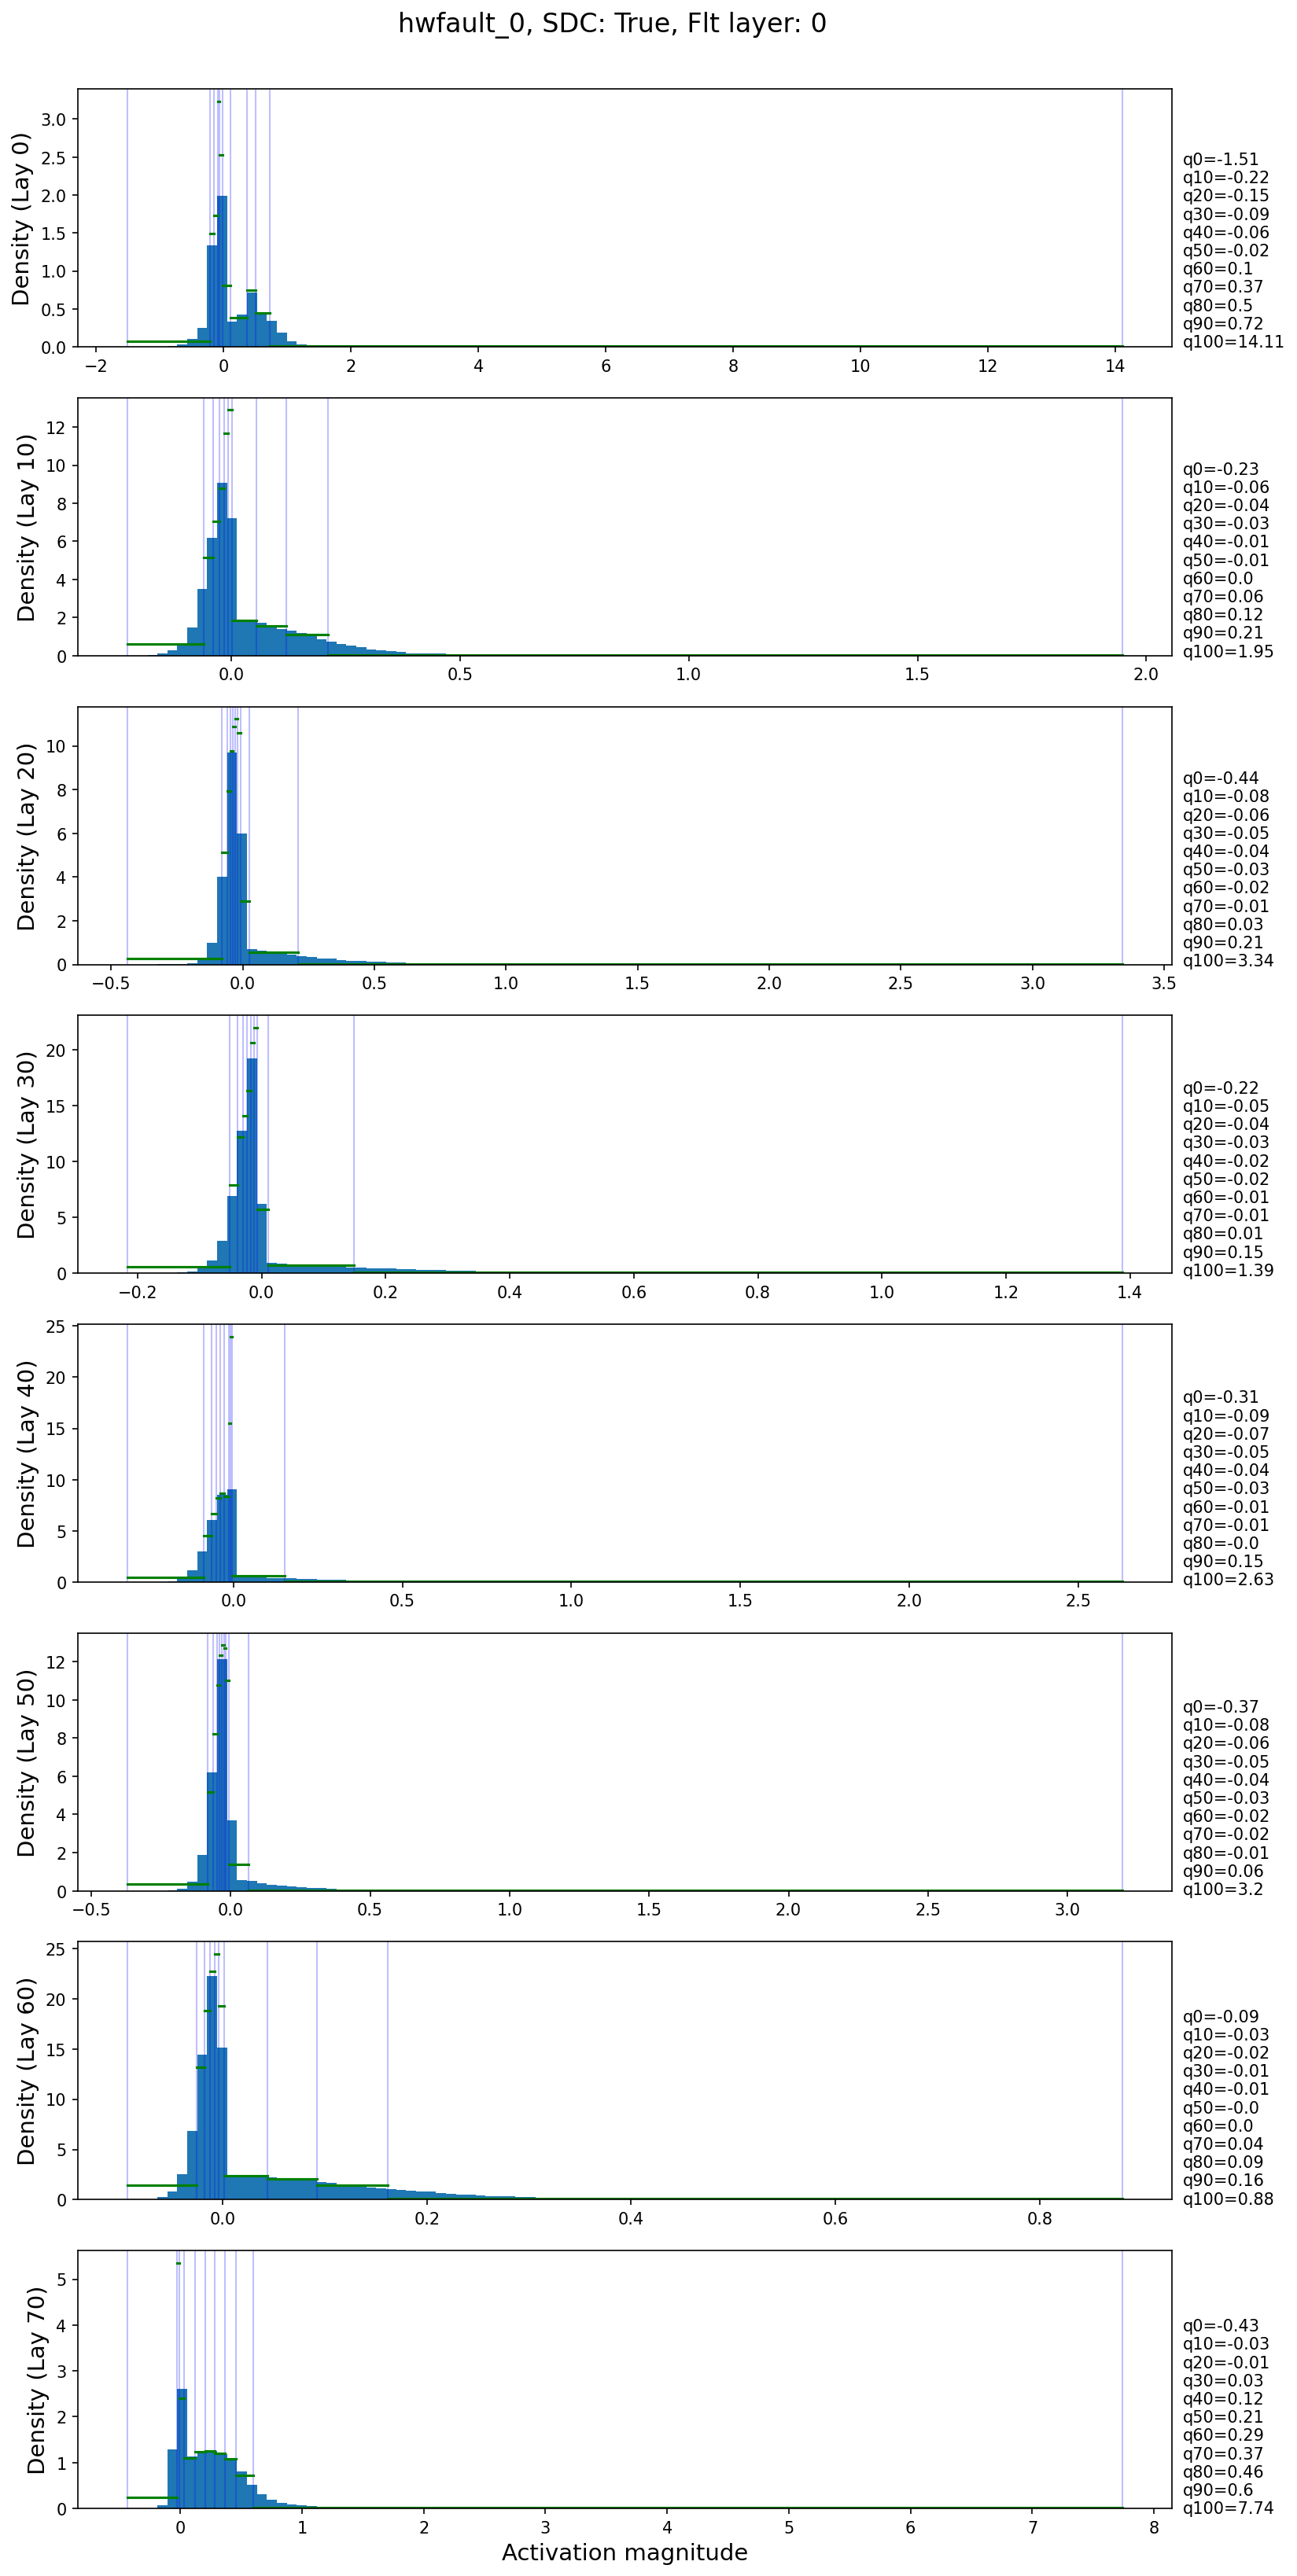 hwfault_0, SDC: True, Flt layer: 0
Density (Lay 0)
3.0
2.5
2.0
1.5
1.0
0.5
0.0
−2 0 2 4 6 8 10 12 14
q0=-1.51
q10=-0.22
q20=-0.15
q30=-0.09
q40=-0.06
q50=-0.02
q60=0.1
q70=0.37
q80=0.5
q90=0.72
q100=14.11
Density (Lay 10)
12
10
8
6
4
2
0
0.0 0.5 1.0 1.5 2.0
q0=-0.23
q10=-0.06
q20=-0.04
q30=-0.03
q40=-0.01
q50=-0.01
q60=0.0
q70=0.06
q80=0.12
q90=0.21
q100=1.95
Density (Lay 20)
10
8
6
4
2
0
−0.5 0.0 0.5 1.0 1.5 2.0 2.5 3.0 3.5
q0=-0.44
q10=-0.08
q20=-0.06
q30=-0.05
q40=-0.04
q50=-0.03
q60=-0.02
q70=-0.01
q80=0.03
q90=0.21
q100=3.34
Density (Lay 30)
20
15
10
5
0
−0.2 0.0 0.2 0.4 0.6 0.8 1.0 1.2 1.4
q0=-0.22
q10=-0.05
q20=-0.04
q30=-0.03
q40=-0.02
q50=-0.02
q60=-0.01
q70=-0.01
q80=0.01
q90=0.15
q100=1.39
Density (Lay 40)
25
20
15
10
5
0
0.0 0.5 1.0 1.5 2.0 2.5
q0=-0.31
q10=-0.09
q20=-0.07
q30=-0.05
q40=-0.04
q50=-0.03
q60=-0.01
q70=-0.01
q80=-0.0
q90=0.15
q100=2.63
Density (Lay 50)
12
10
8
6
4
2
0
−0.5 0.0 0.5 1.0 1.5 2.0 2.5 3.0
q0=-0.37
q10=-0.08
q20=-0.06
q30=-0.05
q40=-0.04
q50=-0.03
q60=-0.02
q70=-0.02
q80=-0.01
q90=0.06
q100=3.2
Density (Lay 60)
25
20
15
10
5
0
0.0 0.2 0.4 0.6 0.8
q0=-0.09
q10=-0.03
q20=-0.02
q30=-0.01
q40=-0.01
q50=-0.0
q60=0.0
q70=0.04
q80=0.09
q90=0.16
q100=0.88
Density (Lay 70)
5
4
3
2
1
0
0 1 2 3 4 5 6 7 8
q0=-0.43
q10=-0.03
q20=-0.01
q30=0.03
q40=0.12
q50=0.21
q60=0.29
q70=0.37
q80=0.46
q90=0.6
q100=7.74
Activation magnitude